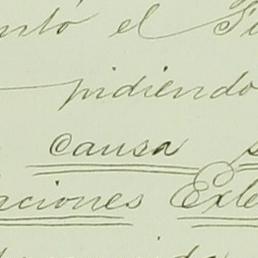 ntó el
pidiendo
causa
aciones Exte